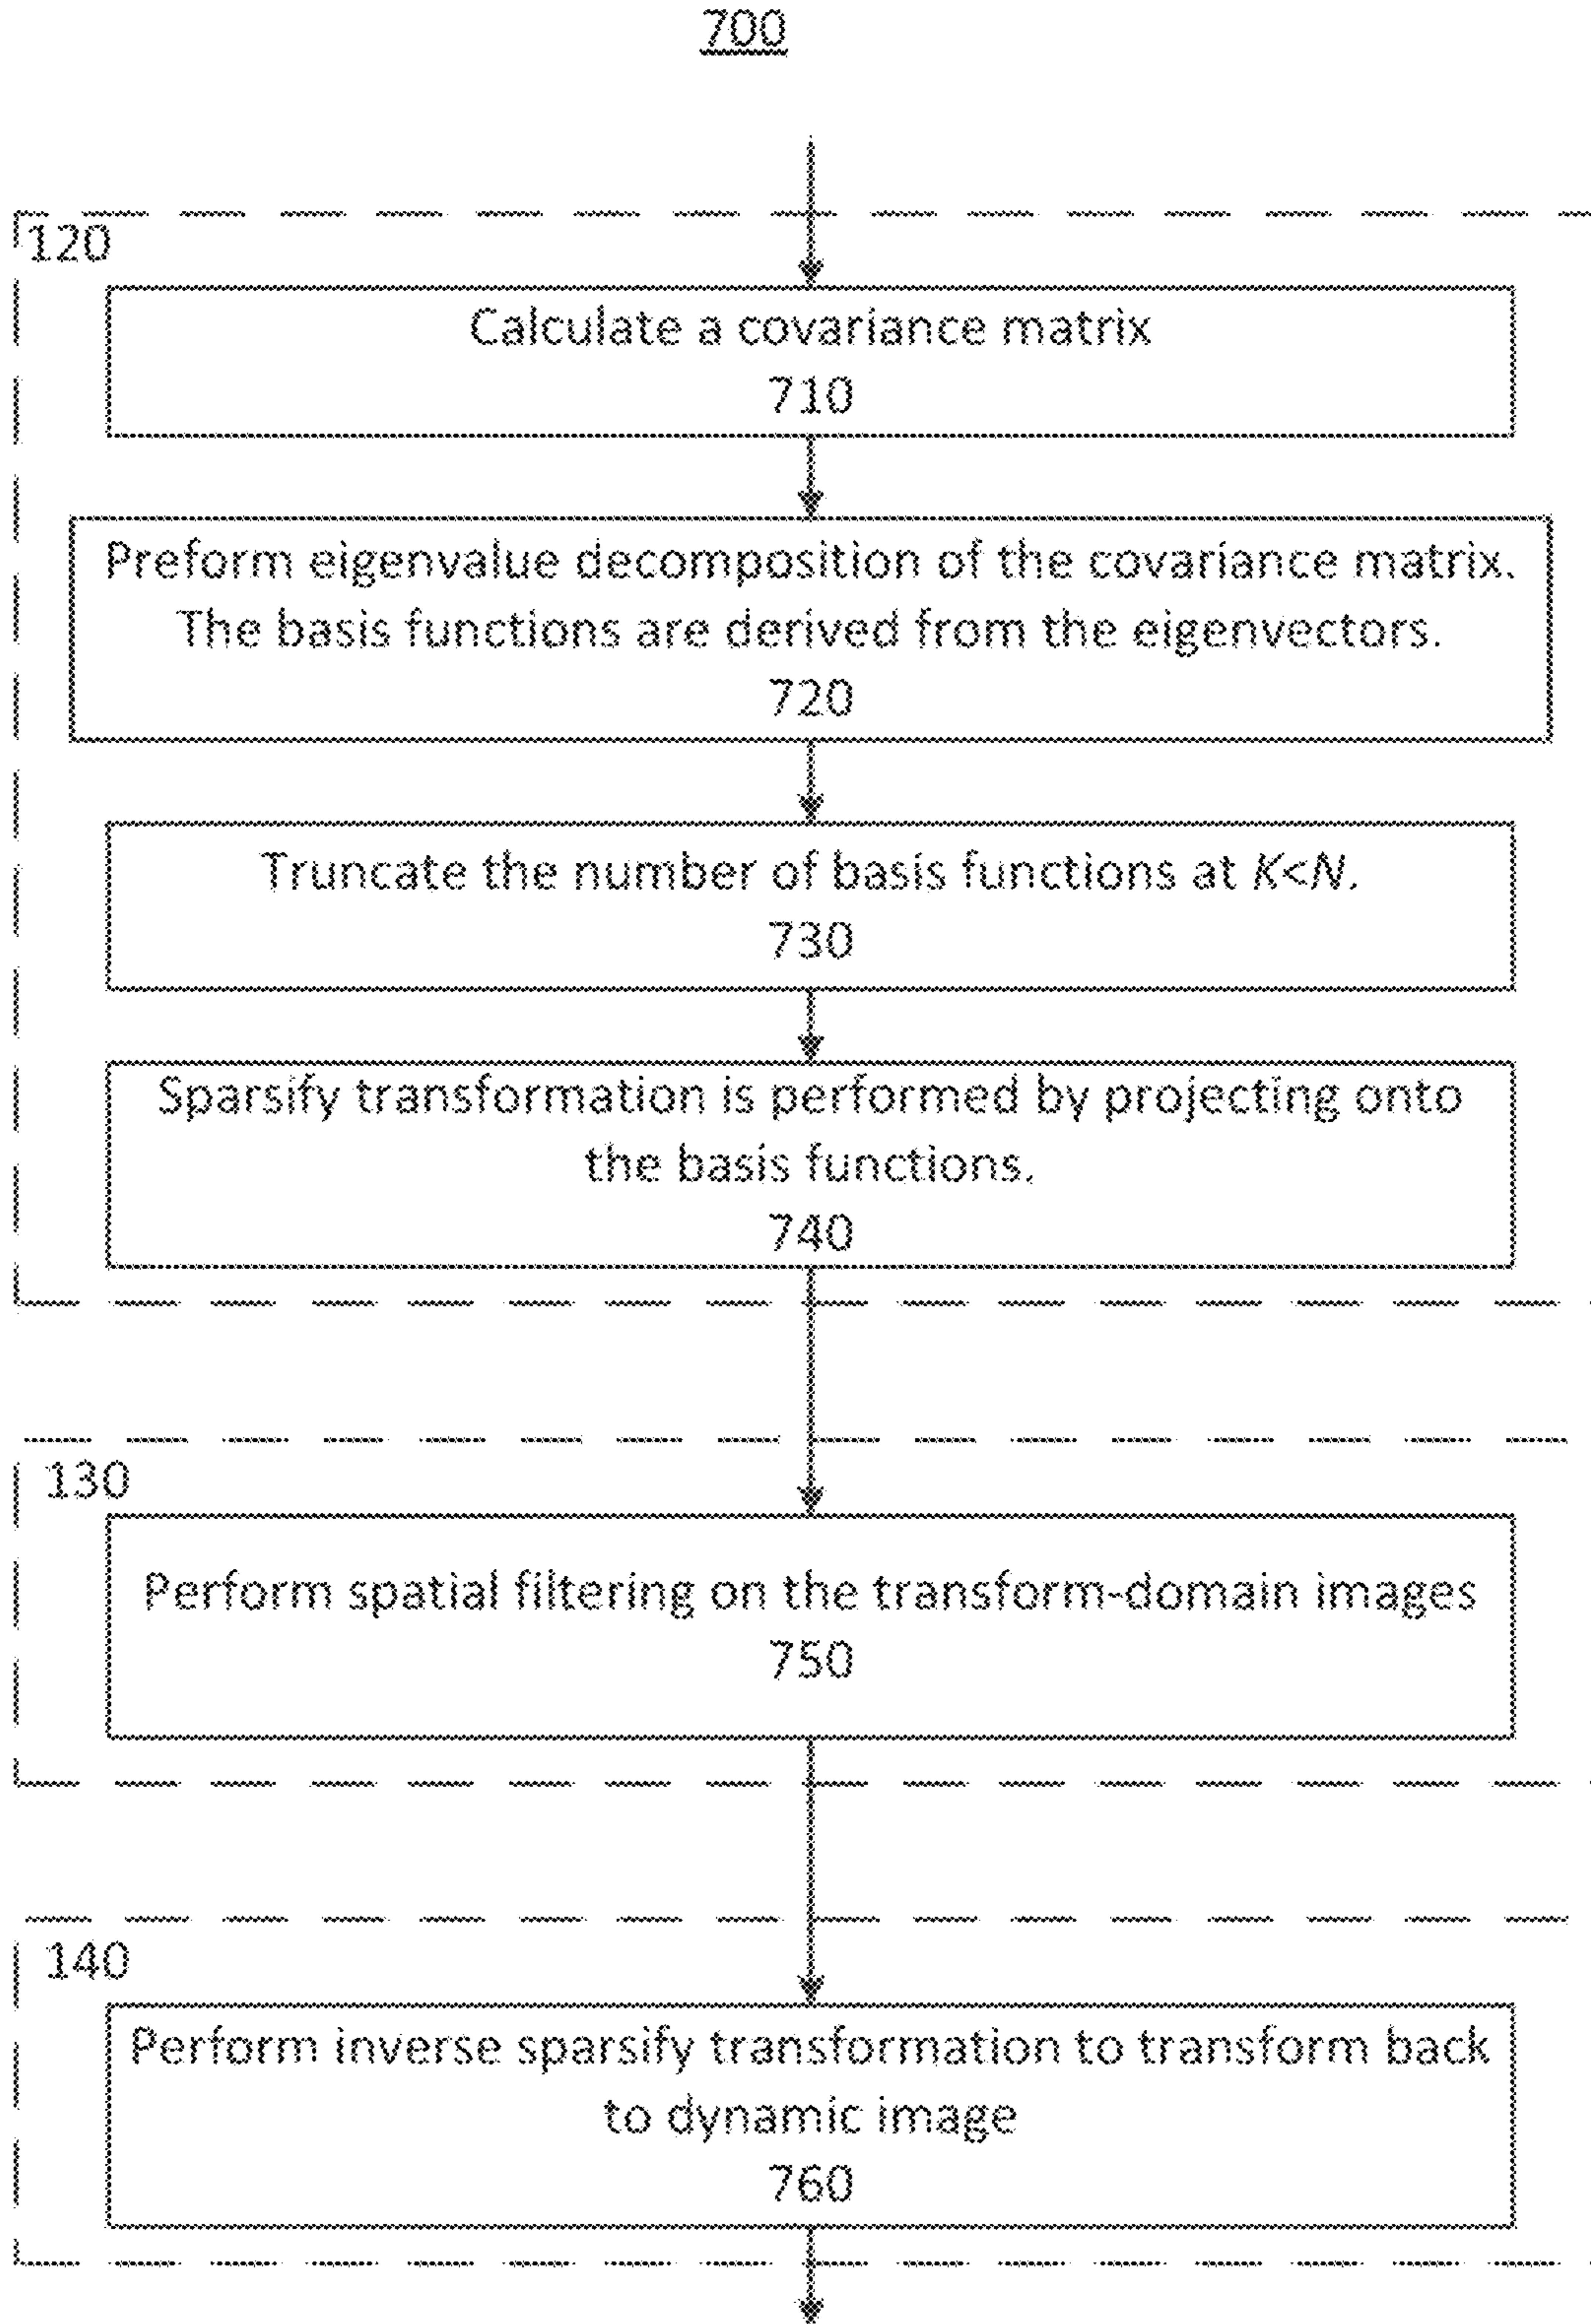 700
120
Calculate a covariance matrix
710
Preform eigenvalue decomposition of the covariance matrix.
The basis functions are derived from the eigenvectors.
720
Truncate the number of basis functions at K<N.
730
Sparsify transformation is performed by projecting onto
the basis functions.
740
130
Perform spatial filtering on the transform-domain images
750
140
Perform inverse sparsify transformation to transform back
to dynamic image
760